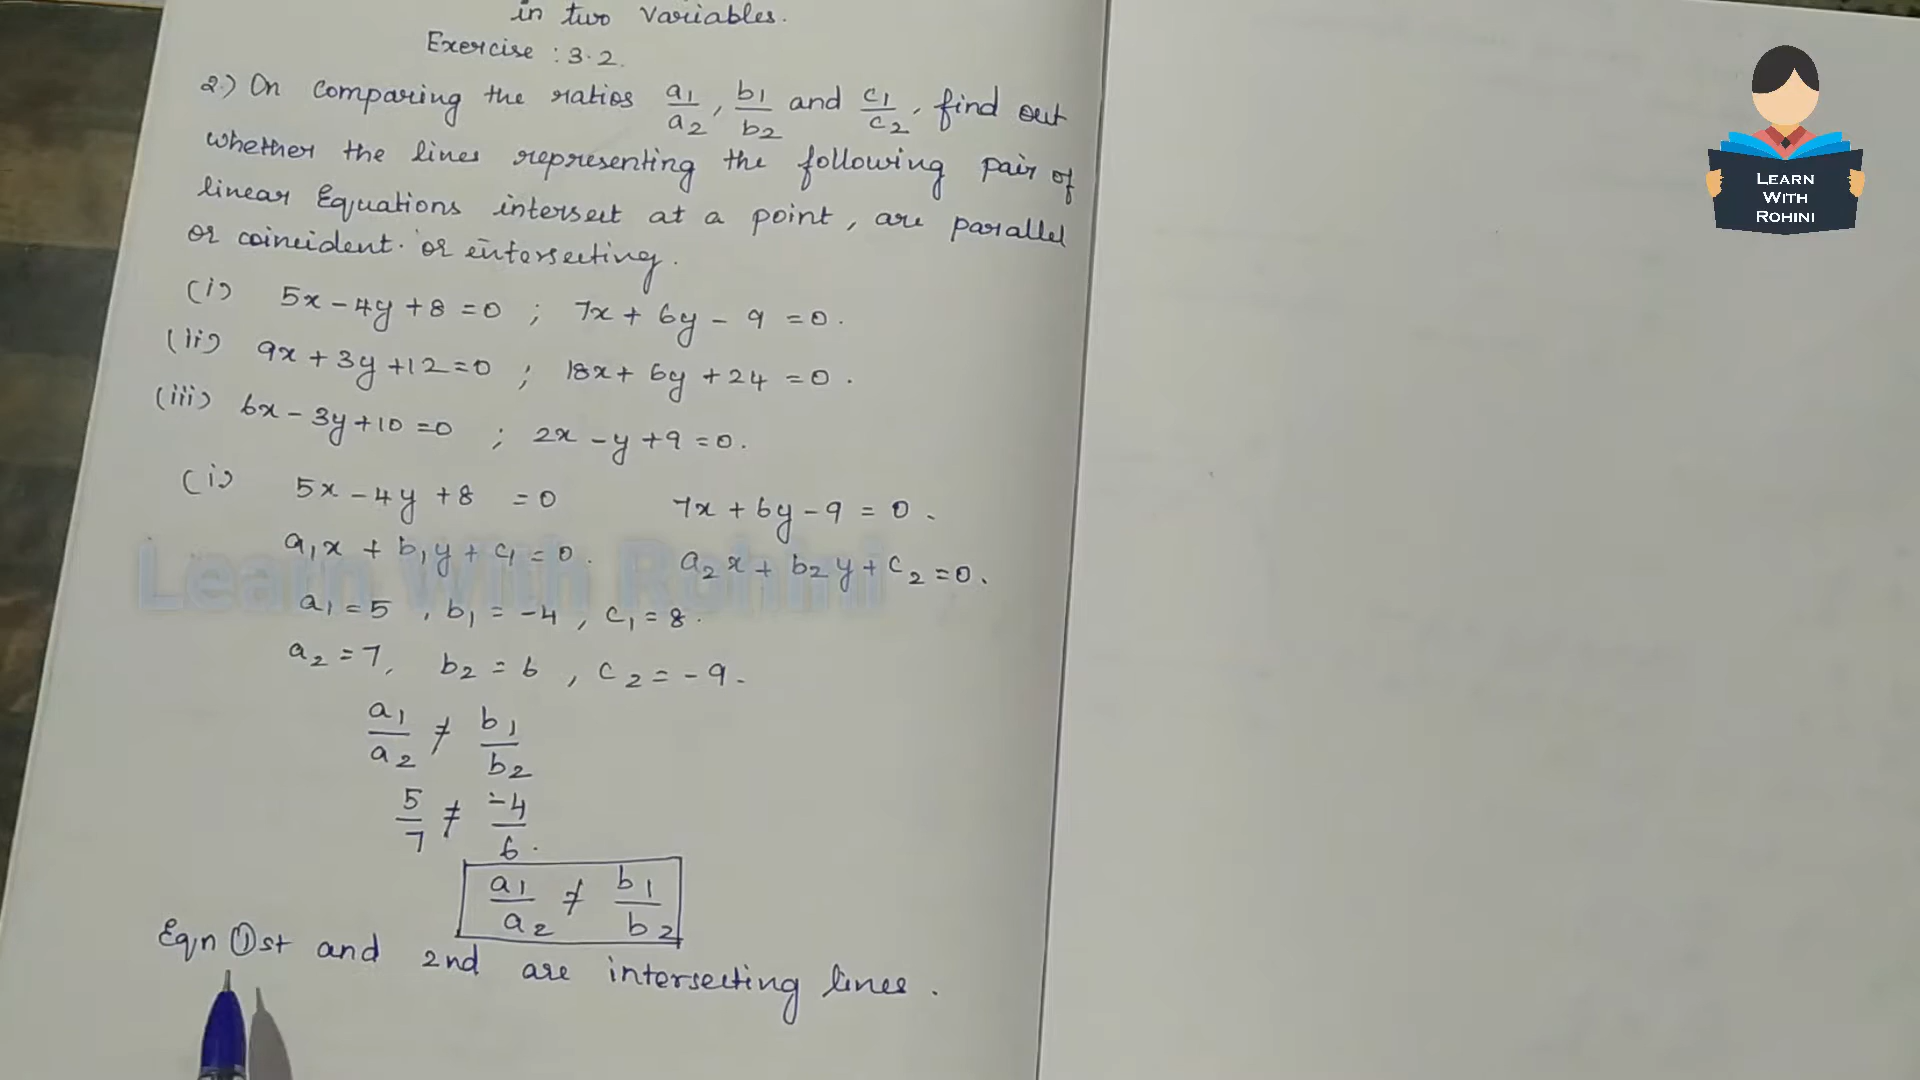 in two variables.
Exercise : 3.2.
2.) On comparing the ratios a1/a2, b1/b2 and c1/c2, find out
whether the lines representing the following pair of
linear Equations intersect at a point, are parallel
or coincident. or intersecting.
(i) 5x - 4y + 8 = 0 ; 7x + 6y - 9 = 0.
(ii) 9x + 3y + 12 = 0 ; 18x + 6y + 24 = 0.
(iii) 6x - 3y + 10 = 0 ; 2x - y + 9 = 0.
(i) 5x - 4y + 8 = 0 7x + 6y - 9 = 0.
a1x + b1y + c1 = 0. a2x + b2y + c2 = 0.
a1 = 5, b1 = -4, c1 = 8.
a2 = 7, b2 = 6, c2 = -9.
a1/a2 ≠ b1/b2
5/7 ≠ -4/6.
a1/a2 ≠ b1/b2
Eqn ①st and 2nd are intersecting lines.
Learn With Rohini
LEARN
WITH
ROHINI